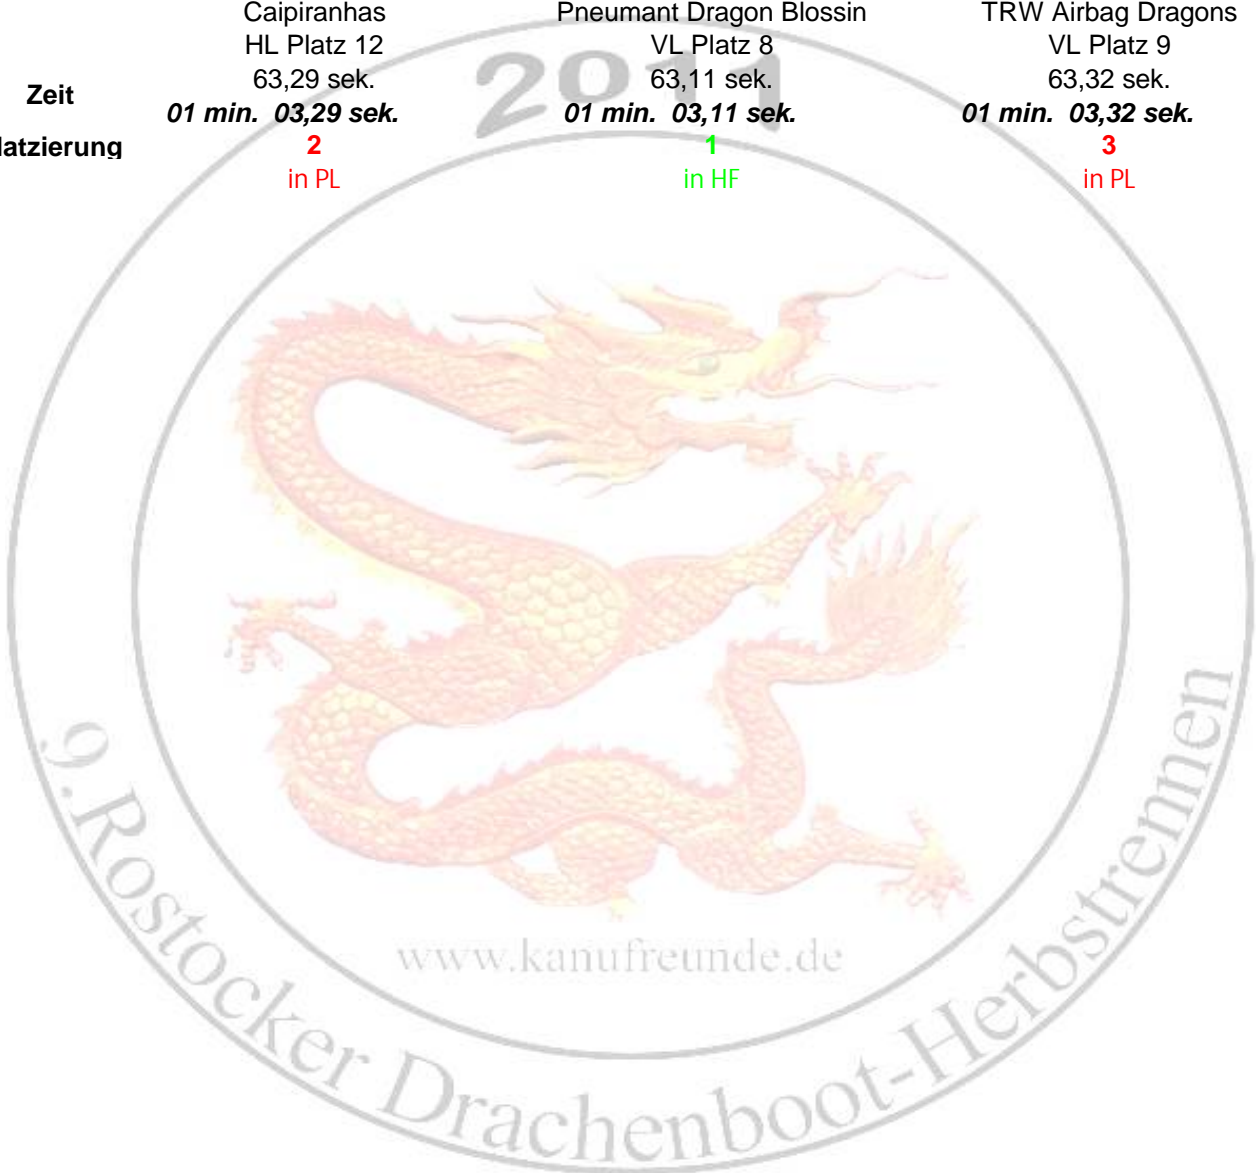 Caipiranhas Pneumant Dragon Blossin TRW Airbag Dragons
HL Platz 12 VL Platz 8 VL Platz 9
Zeit 63,29 sek. 63,11 sek. 63,32 sek.
01 min. 03,29 sek. 01 min. 03,11 sek. 01 min. 03,32 sek.
latzierung 2 1 3
in PL in HF in PL
2011
www.kanufreunde.de
9. Rostocker Drachenboot-Herbstrennen